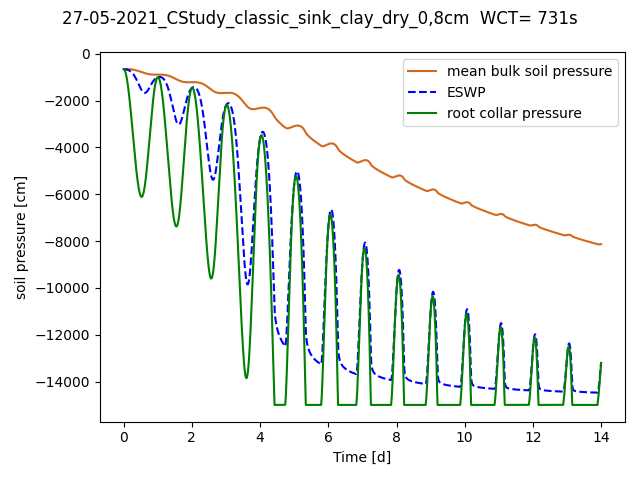 27-05-2021_CStudy_classic_sink_clay_dry_0,8cm  WCT= 731s
mean bulk soil pressure
ESWP
root collar pressure
soil pressure [cm]
0
−2000
−4000
−6000
−8000
−10000
−12000
−14000
0 2 4 6 8 10 12 14
Time [d]